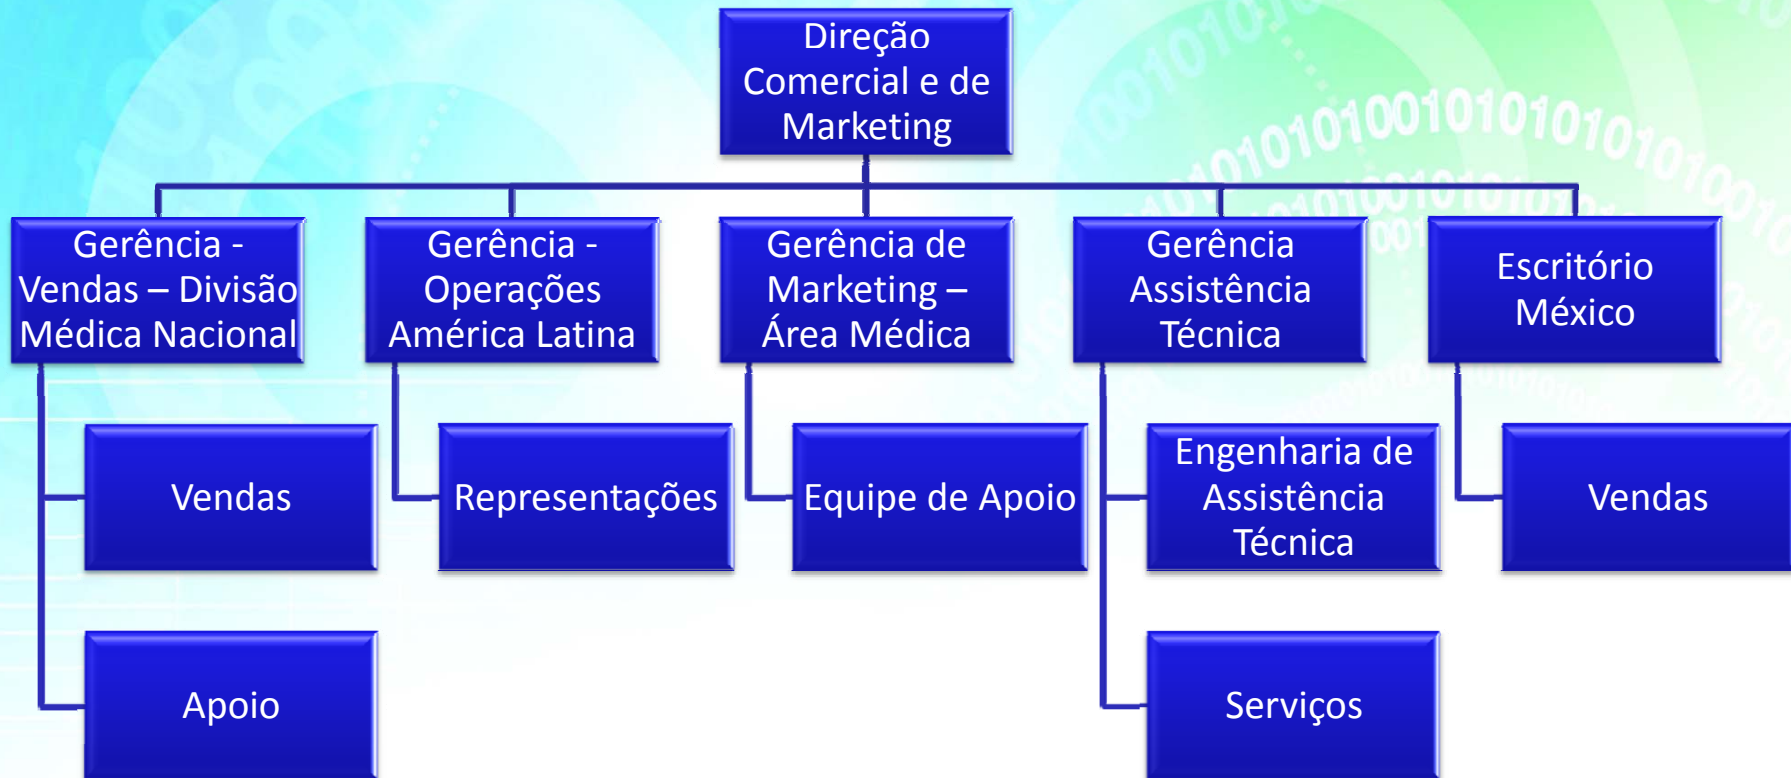 Direção
Comercial e de
Marketing
Gerência -
Vendas – Divisão
Médica Nacional
Gerência -
Operações
América Latina
Gerência de
Marketing –
Área Médica
Gerência
Assistência
Técnica
Escritório
México
Vendas
Representações
Equipe de Apoio
Engenharia de
Assistência
Técnica
Vendas
Apoio
Serviços